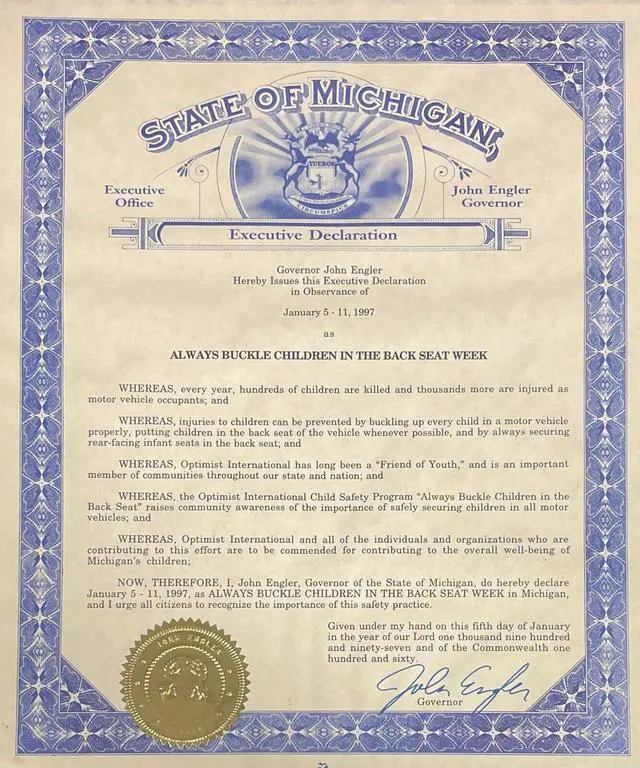 STATE OF MICHIGAN,
TUEBOR
CIRCUMSPICE
Executive
Office
John Engler
Governor
Executive Declaration
Governor John Engler
Hereby Issues this Executive Declaration
in Observance of
January 5 - 11, 1997
as
ALWAYS BUCKLE CHILDREN IN THE BACK SEAT WEEK
WHEREAS, every year, hundreds of children are killed and thousands more are injured as
motor vehicle occupants; and
WHEREAS, injuries to children can be prevented by buckling up every child in a motor vehicle
properly, putting children in the back seat of the vehicle whenever possible, and by always securing
rear-facing infant seats in the back seat; and
WHEREAS, Optimist International has long been a "Friend of Youth," and is an important
member of communities throughout our state and nation; and
WHEREAS, the Optimist International Child Safety Program "Always Buckle Children in the
Back Seat" raises community awareness of the importance of safely securing children in all motor
vehicles; and
WHEREAS, Optimist International and all of the individuals and organizations who are
contributing to this effort are to be commended for contributing to the overall well-being of
Michigan's children;
NOW, THEREFORE, I, John Engler, Governor of the State of Michigan, do hereby declare
January 5 - 11, 1997, as ALWAYS BUCKLE CHILDREN IN THE BACK SEAT WEEK in Michigan,
and I urge all citizens to recognize the importance of this safety practice.
Given under my hand on this fifth day of January
in the year of our Lord one thousand nine hundred
and ninety-seven and of the Commonwealth one
hundred and sixty.
John Engler
Governor
JOHN ENGLER